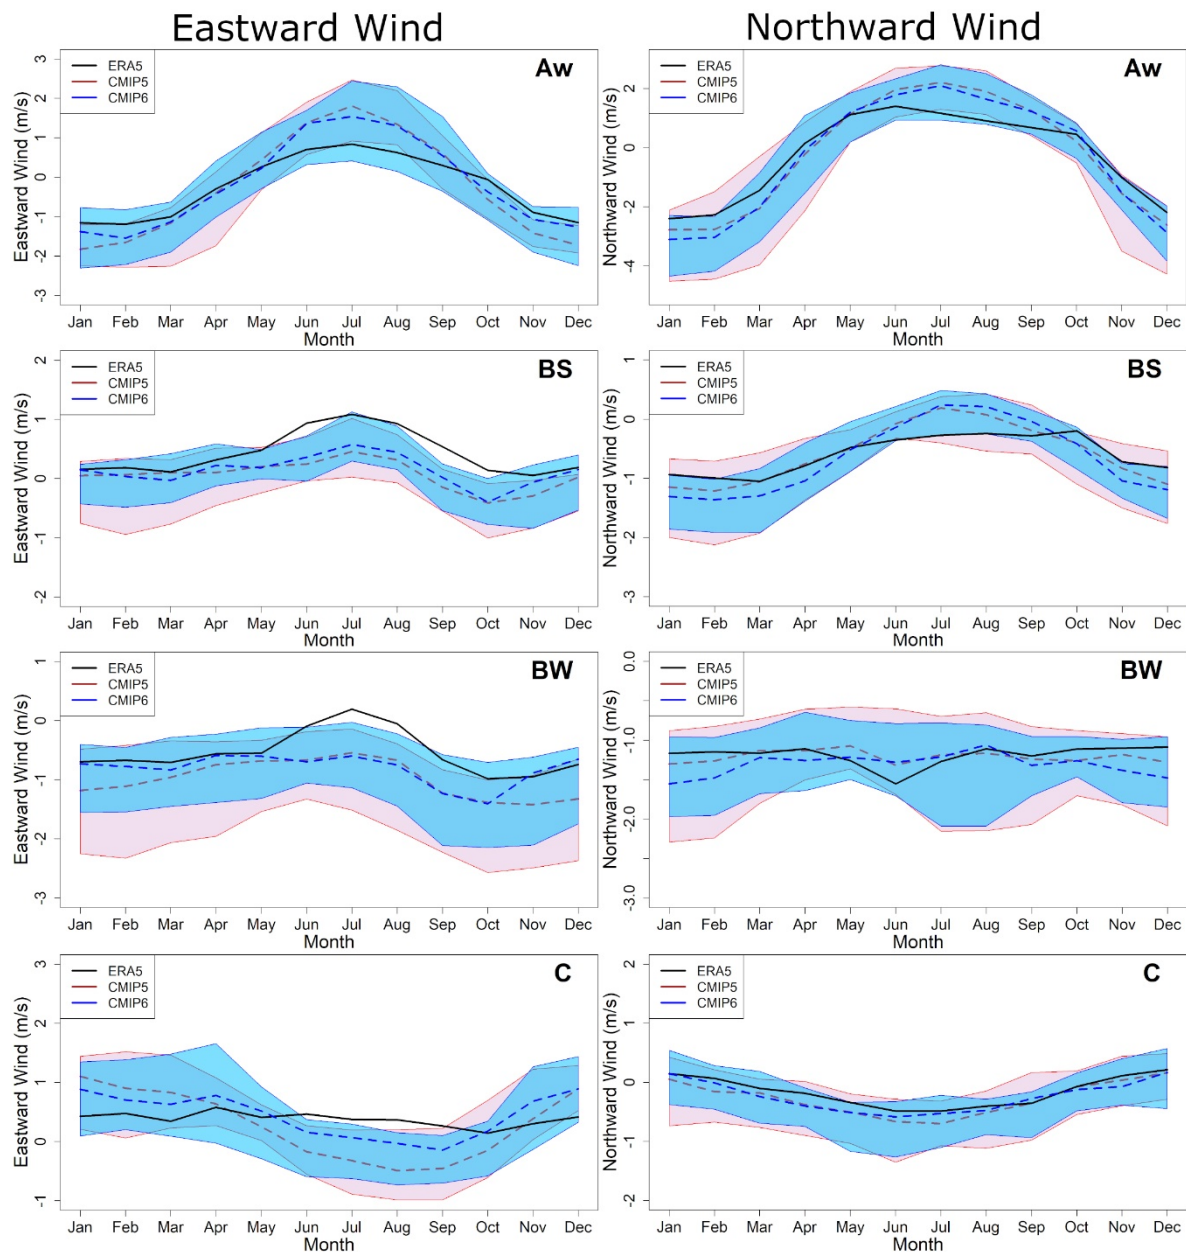 Eastward Wind
Northward Wind
Aw
ERA5
CMIP5
CMIP6
Eastward Wind (m/s)
3
2
1
0
-1
-2
-3
Jan Feb Mar Apr May Jun Jul Aug Sep Oct Nov Dec
Month
Aw
ERA5
CMIP5
CMIP6
Northward Wind (m/s)
2
0
-2
-4
Jan Feb Mar Apr May Jun Jul Aug Sep Oct Nov Dec
Month
BS
ERA5
CMIP5
CMIP6
Eastward Wind (m/s)
2
1
0
-1
-2
Jan Feb Mar Apr May Jun Jul Aug Sep Oct Nov Dec
Month
BS
ERA5
CMIP5
CMIP6
Northward Wind (m/s)
1
0
-1
-2
-3
Jan Feb Mar Apr May Jun Jul Aug Sep Oct Nov Dec
Month
BW
ERA5
CMIP5
CMIP6
Eastward Wind (m/s)
1
0
-1
-2
-3
Jan Feb Mar Apr May Jun Jul Aug Sep Oct Nov Dec
Month
BW
ERA5
CMIP5
CMIP6
Northward Wind (m/s)
0.0
-1.0
-2.0
-3.0
Jan Feb Mar Apr May Jun Jul Aug Sep Oct Nov Dec
Month
C
ERA5
CMIP5
CMIP6
Eastward Wind (m/s)
3
2
1
0
-1
Jan Feb Mar Apr May Jun Jul Aug Sep Oct Nov Dec
Month
C
ERA5
CMIP5
CMIP6
Northward Wind (m/s)
2
1
0
-1
-2
Jan Feb Mar Apr May Jun Jul Aug Sep Oct Nov Dec
Month